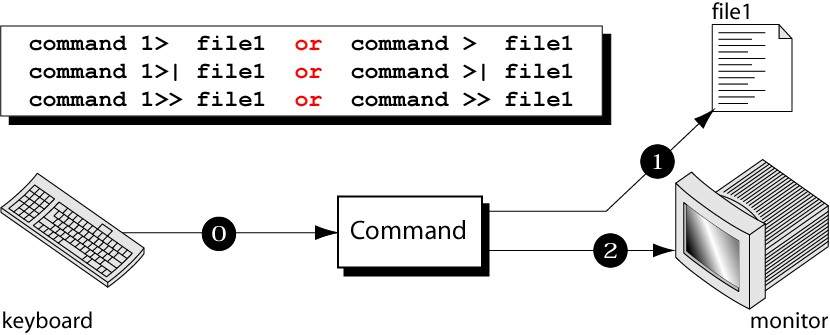 file1
command 1> file1 or command > file1
command 1>| file1 or command >| file1
command 1>> file1 or command >> file1
1
0
Command
2
keyboard
monitor